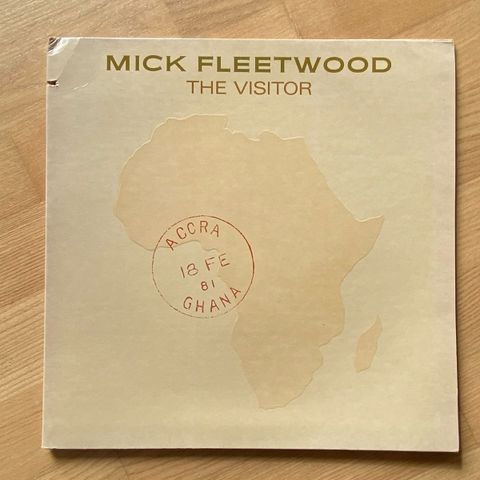 MICK FLEETWOOD
THE VISITOR
ACCRA
18 FE
81
GHANA